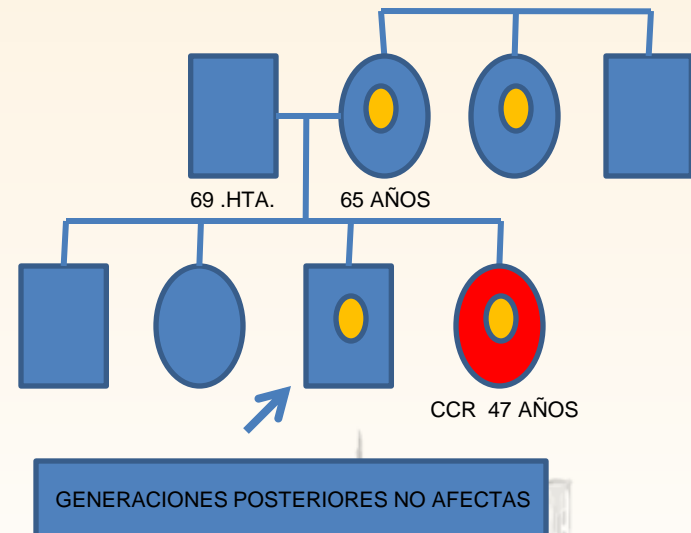 69 .HTA.
65 AÑOS
CCR 47 AÑOS
GENERACIONES POSTERIORES NO AFECTAS